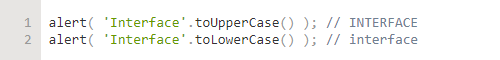 1 alert( 'Interface'.toUpperCase() ); // INTERFACE
2 alert( 'Interface'.toLowerCase() ); // interface